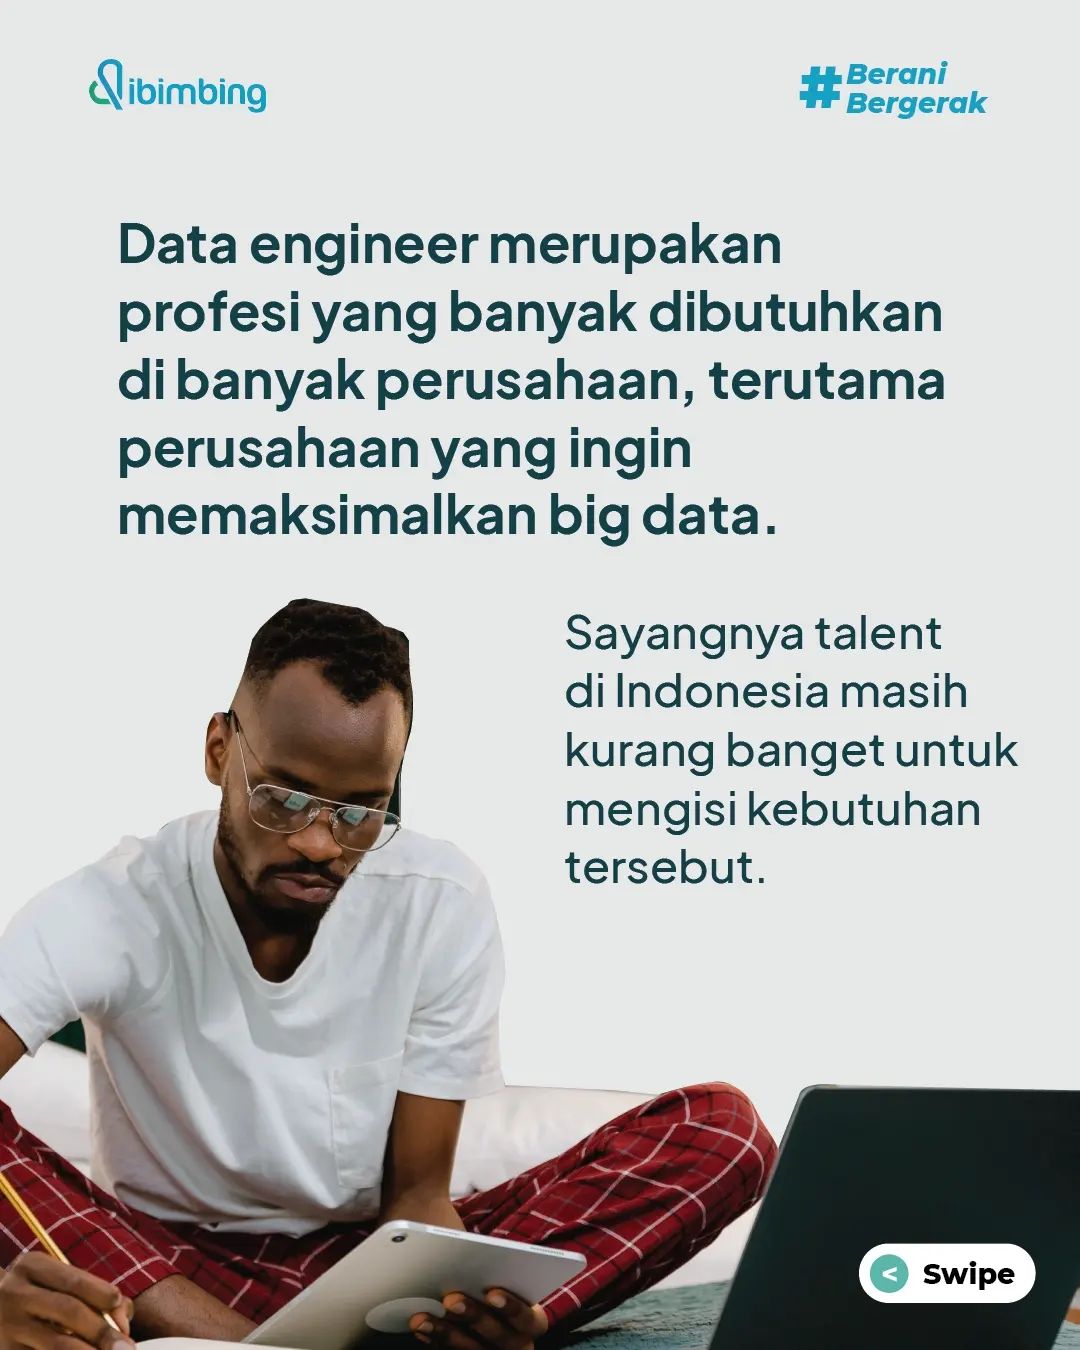 dibimbing
#Berani
Bergerak
Data engineer merupakan
profesi yang banyak dibutuhkan
di banyak perusahaan, terutama
perusahaan yang ingin
memaksimalkan big data.
Sayangnya talent
di Indonesia masih
kurang banget untuk
mengisi kebutuhan
tersebut.
< Swipe